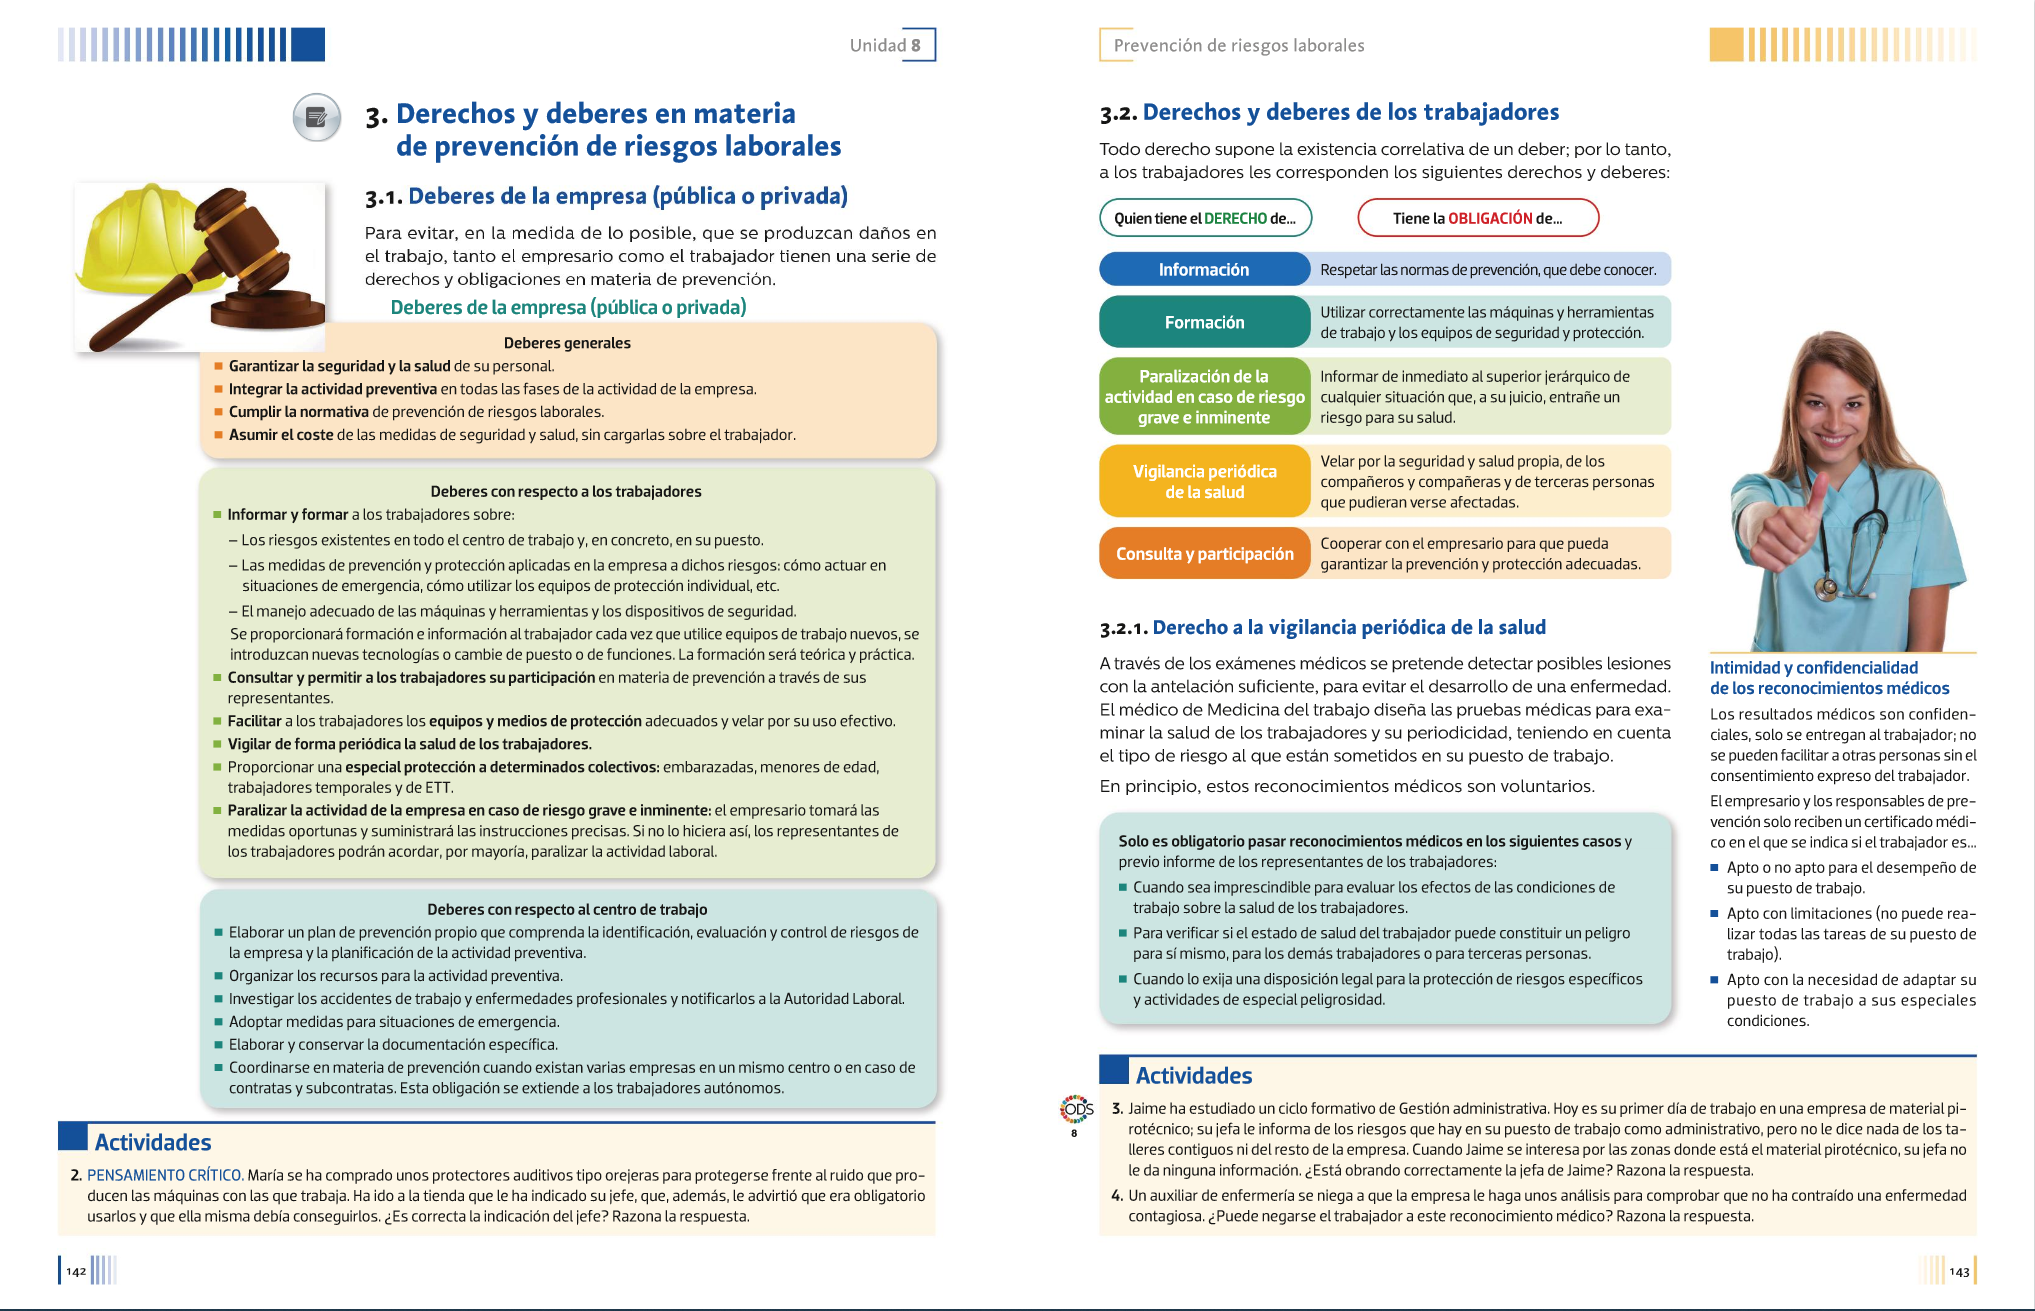 Unidad 8
3. Derechos y deberes en materia
de prevención de riesgos laborales
3.1. Deberes de la empresa (pública o privada)
Para evitar, en la medida de lo posible, que se produzcan daños en
el trabajo, tanto el empresario como el trabajador tienen una serie de
derechos y obligaciones en materia de prevención.
Deberes de la empresa (pública o privada)
Deberes generales
■ Garantizar la seguridad y la salud de su personal.
■ Integrar la actividad preventiva en todas las fases de la actividad de la empresa.
■ Cumplir la normativa de prevención de riesgos laborales.
■ Asumir el coste de las medidas de seguridad y salud, sin cargarlas sobre el trabajador.
Deberes con respecto a los trabajadores
■ Informar y formar a los trabajadores sobre:
– Los riesgos existentes en todo el centro de trabajo y, en concreto, en su puesto.
– Las medidas de prevención y protección aplicadas en la empresa a dichos riesgos: cómo actuar en
situaciones de emergencia, cómo utilizar los equipos de protección individual, etc.
– El manejo adecuado de las máquinas y herramientas y los dispositivos de seguridad.
Se proporcionará formación e información al trabajador cada vez que utilice equipos de trabajo nuevos, se
introduzcan nuevas tecnologías o cambie de puesto o de funciones. La formación será teórica y práctica.
■ Consultar y permitir a los trabajadores su participación en materia de prevención a través de sus
representantes.
■ Facilitar a los trabajadores los equipos y medios de protección adecuados y velar por su uso efectivo.
■ Vigilar de forma periódica la salud de los trabajadores.
■ Proporcionar una especial protección a determinados colectivos: embarazadas, menores de edad,
trabajadores temporales y de ETT.
■ Paralizar la actividad de la empresa en caso de riesgo grave e inminente: el empresario tomará las
medidas oportunas y suministrará las instrucciones precisas. Si no lo hiciera así, los representantes de
los trabajadores podrán acordar, por mayoría, paralizar la actividad laboral.
Deberes con respecto al centro de trabajo
■ Elaborar un plan de prevención propio que comprenda la identificación, evaluación y control de riesgos de
la empresa y la planificación de la actividad preventiva.
■ Organizar los recursos para la actividad preventiva.
■ Investigar los accidentes de trabajo y enfermedades profesionales y notificarlos a la Autoridad Laboral.
■ Adoptar medidas para situaciones de emergencia.
■ Elaborar y conservar la documentación específica.
■ Coordinarse en materia de prevención cuando existan varias empresas en un mismo centro o en caso de
contratas y subcontratas. Esta obligación se extiende a los trabajadores autónomos.
Actividades
2. PENSAMIENTO CRÍTICO. María se ha comprado unos protectores auditivos tipo orejeras para protegerse frente al ruido que pro-
ducen las máquinas con las que trabaja. Ha ido a la tienda que le ha indicado su jefe, que, además, le advirtió que era obligatorio
usarlos y que ella misma debía conseguirlos. ¿Es correcta la indicación del jefe? Razona la respuesta.
142
Prevención de riesgos laborales
3.2. Derechos y deberes de los trabajadores
Todo derecho supone la existencia correlativa de un deber; por lo tanto,
a los trabajadores les corresponden los siguientes derechos y deberes:
Quien tiene el DERECHO de...
Tiene la OBLIGACIÓN de...
Información
Respetar las normas de prevención, que debe conocer.
Formación
Utilizar correctamente las máquinas y herramientas
de trabajo y los equipos de seguridad y protección.
Paralización de la
actividad en caso de riesgo
grave e inminente
Informar de inmediato al superior jerárquico de
cualquier situación que, a su juicio, entrañe un
riesgo para su salud.
Vigilancia periódica
de la salud
Velar por la seguridad y salud propia, de los
compañeros y compañeras y de terceras personas
que pudieran verse afectadas.
Consulta y participación
Cooperar con el empresario para que pueda
garantizar la prevención y protección adecuadas.
3.2.1. Derecho a la vigilancia periódica de la salud
A través de los exámenes médicos se pretende detectar posibles lesiones
con la antelación suficiente, para evitar el desarrollo de una enfermedad.
El médico de Medicina del trabajo diseña las pruebas médicas para exa-
minar la salud de los trabajadores y su periodicidad, teniendo en cuenta
el tipo de riesgo al que están sometidos en su puesto de trabajo.
En principio, estos reconocimientos médicos son voluntarios.
Solo es obligatorio pasar reconocimientos médicos en los siguientes casos y
previo informe de los representantes de los trabajadores:
■ Cuando sea imprescindible para evaluar los efectos de las condiciones de
trabajo sobre la salud de los trabajadores.
■ Para verificar si el estado de salud del trabajador puede constituir un peligro
para sí mismo, para los demás trabajadores o para terceras personas.
■ Cuando lo exija una disposición legal para la protección de riesgos específicos
y actividades de especial peligrosidad.
Intimidad y confidencialidad
de los reconocimientos médicos
Los resultados médicos son confiden-
ciales, solo se entregan al trabajador; no
se pueden facilitar a otras personas sin el
consentimiento expreso del trabajador.
El empresario y los responsables de pre-
vención solo reciben un certificado médi-
co en el que se indica si el trabajador es...
■ Apto o no apto para el desempeño de
su puesto de trabajo.
■ Apto con limitaciones (no puede rea-
lizar todas las tareas de su puesto de
trabajo).
■ Apto con la necesidad de adaptar su
puesto de trabajo a sus especiales
condiciones.
Actividades
ODS
8
3. Jaime ha estudiado un ciclo formativo de Gestión administrativa. Hoy es su primer día de trabajo en una empresa de material pi-
rotécnico; su jefa le informa de los riesgos que hay en su puesto de trabajo como administrativo, pero no le dice nada de los ta-
lleres contiguos ni del resto de la empresa. Cuando Jaime se interesa por las zonas donde está el material pirotécnico, su jefa no
le da ninguna información. ¿Está obrando correctamente la jefa de Jaime? Razona la respuesta.
4. Un auxiliar de enfermería se niega a que la empresa le haga unos análisis para comprobar que no ha contraído una enfermedad
contagiosa. ¿Puede negarse el trabajador a este reconocimiento médico? Razona la respuesta.
143